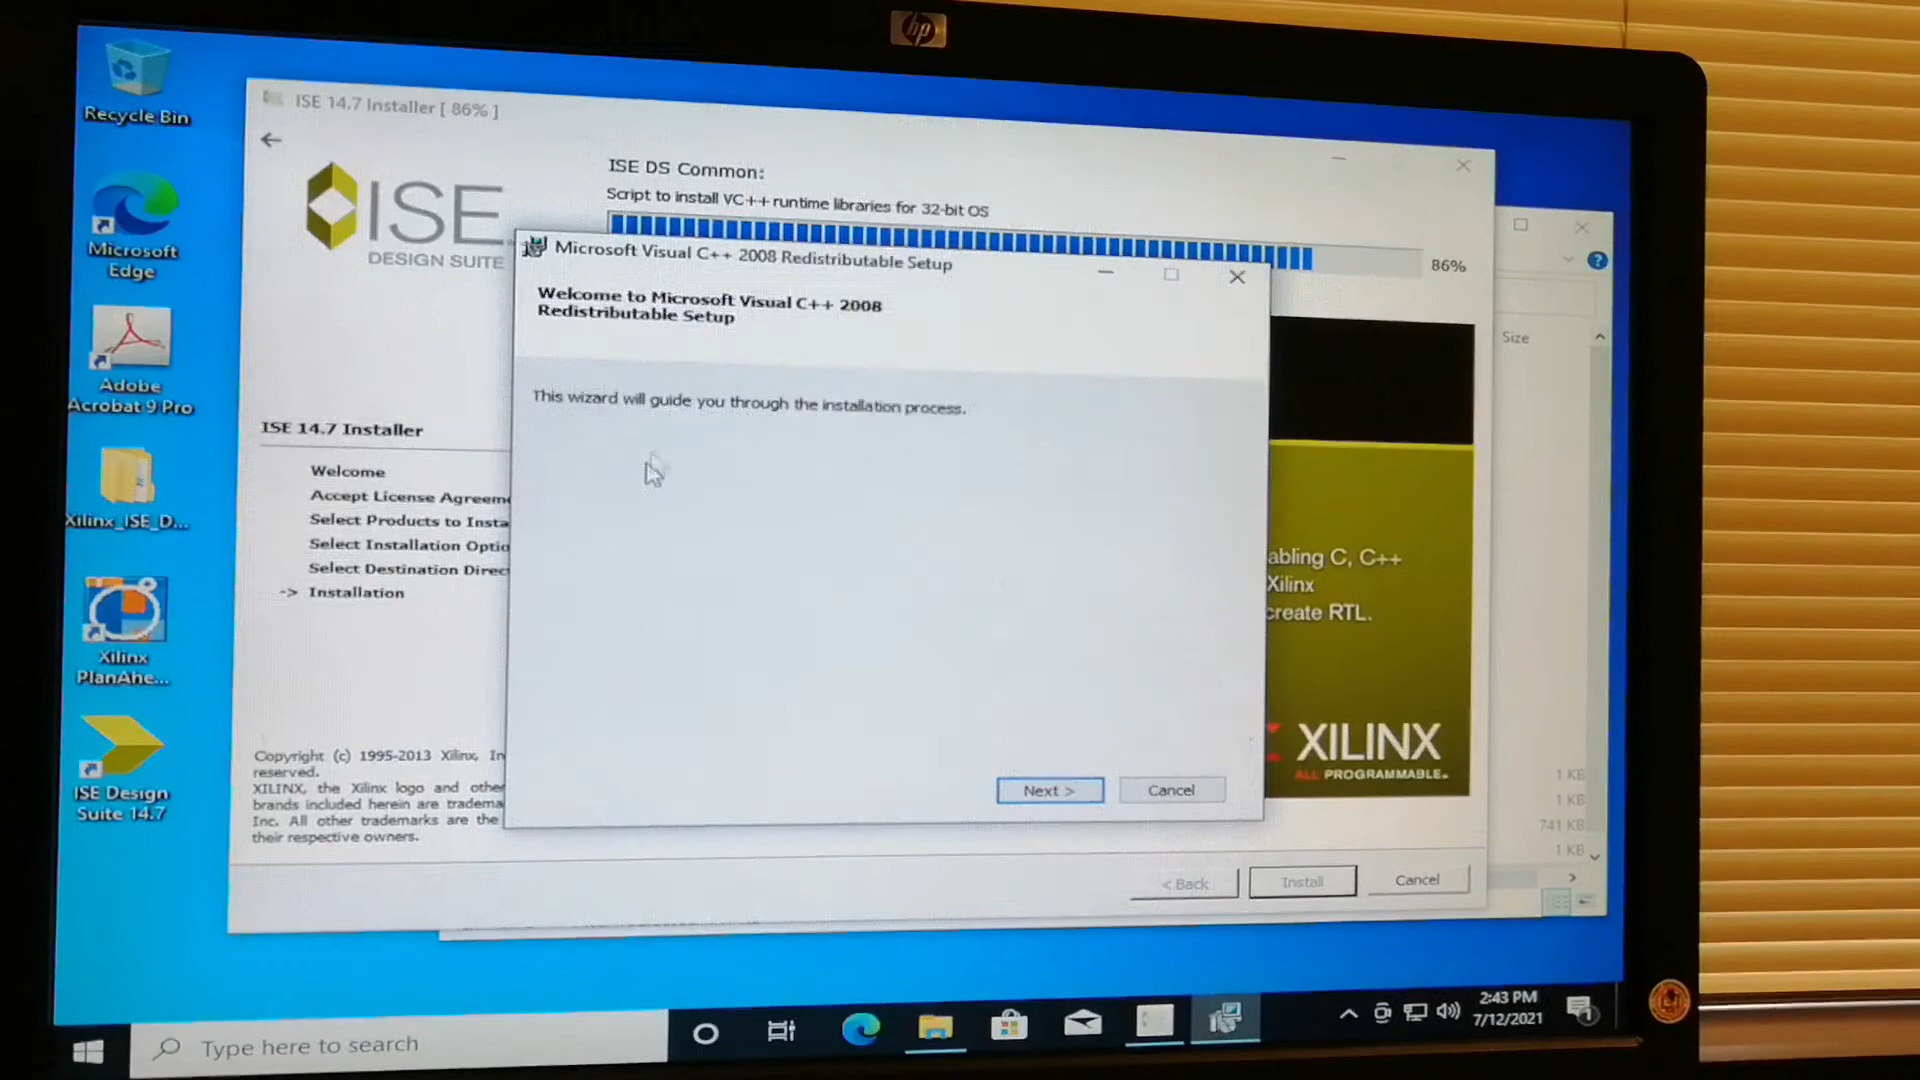 hp
Recycle Bin
Microsoft
Edge
Adobe
Acrobat 9 Pro
Xilinx_ISE_D...
Xilinx
PlanAhe...
ISE Design
Suite 14.7
ISE 14.7 Installer [ 86% ]
ISE
DESIGN SUITE
ISE DS Common:
Script to install VC++ runtime libraries for 32-bit OS
86%
ISE 14.7 Installer
Welcome
Accept License Agreem
Select Products to Insta
Select Installation Optio
Select Destination Direc
-> Installation
Copyright (c) 1995-2013 Xilinx, In
reserved.
XILINX, the Xilinx logo and other
brands included herein are tradema
Inc. All other trademarks are the
their respective owners.
Microsoft Visual C++ 2008 Redistributable Setup
Welcome to Microsoft Visual C++ 2008
Redistributable Setup
This wizard will guide you through the installation process.
Next >
Cancel
abling C, C++
Xilinx
create RTL.
XILINX
ALL PROGRAMMABLE.
< Back
Install
Cancel
?
Size
1 KB
1 KB
741 KB
1 KB
Type here to search
2:43 PM
7/12/2021
1